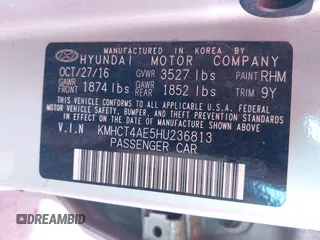 MANUFACTURED IN KOREA BY
HYUNDAI MOTOR COMPANY
OCT/27/16 GVWR 3527 lbs PAINT RHM
GAWR FRONT 1874 lbs GAWR REAR 1852 lbs TRIM 9Y
THIS VEHICLE CONFORMS TO ALL APPLICABLE
FEDERAL MOTOR VEHICLE SAFETY, BUMPER,
AND THEFT PREVENTION STANDARDS IN EFFECT
ON THE DATE OF MANUFACTURE SHOWN ABOVE.
V.I.N KMHCT4AE5HU236813
PASSENGER CAR
DREAMBID